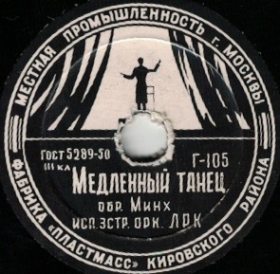 МЕСТНАЯ ПРОМЫШЛЕННОСТЬ г. МОСКВЫ
ГОСТ 5289-50
III КЛ
Г-105
МЕДЛЕННЫЙ ТАНЕЦ
ОБР. МИНХ
ИСП. ЭСТР. ОРК. ЛРК
ФАБРИКА «ПЛАСТМАСС» КИРОВСКОГО РАЙОНА